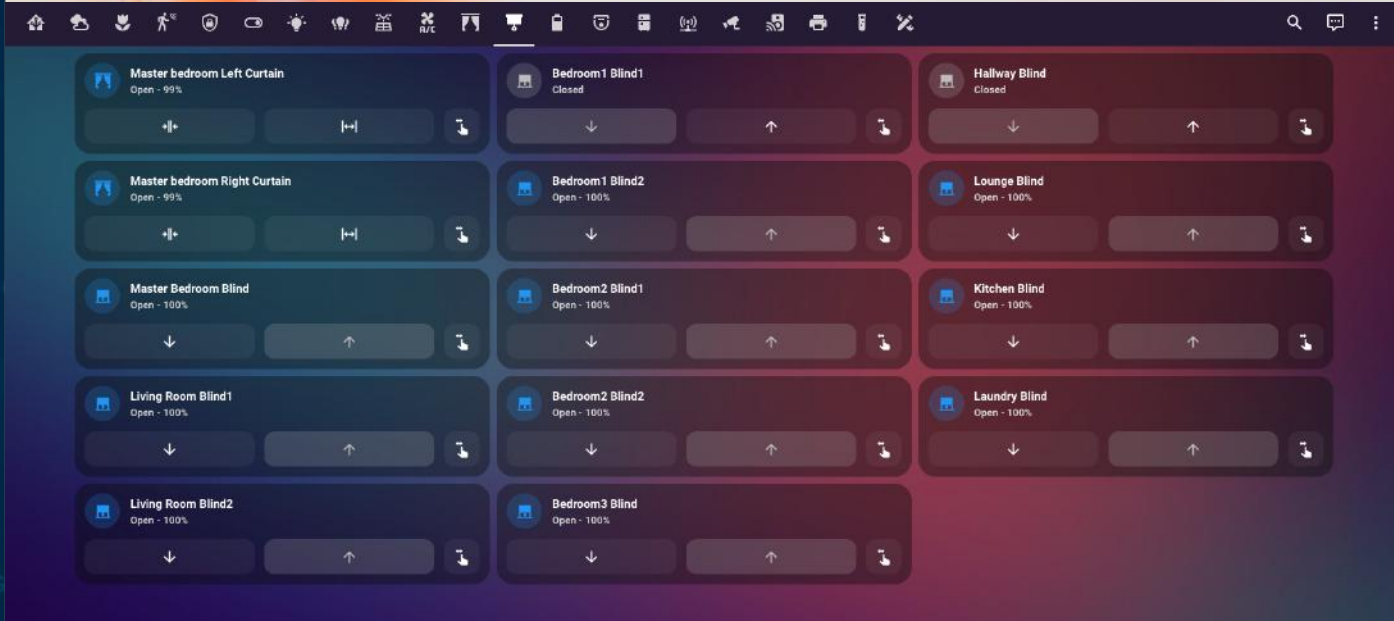 A/C
Master bedroom Left Curtain
Open - 99%
Master bedroom Right Curtain
Open - 99%
Master Bedroom Blind
Open - 100%
Living Room Blind1
Open - 100%
Living Room Blind2
Open - 100%
Bedroom1 Blind1
Closed
Bedroom1 Blind2
Open - 100%
Bedroom2 Blind1
Open - 100%
Bedroom2 Blind2
Open - 100%
Bedroom3 Blind
Open - 100%
Hallway Blind
Closed
Lounge Blind
Open - 100%
Kitchen Blind
Open - 100%
Laundry Blind
Open - 100%